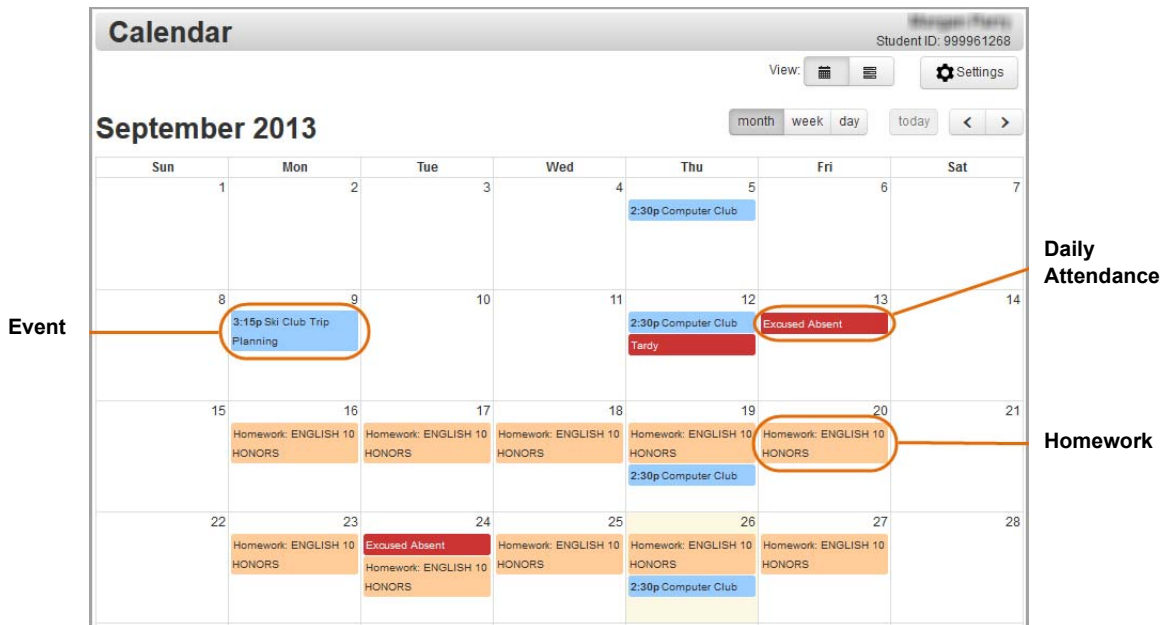 Calendar
Student ID: 999961268
View:
Settings
September 2013
month week day today
Sun Mon Tue Wed Thu Fri Sat
1 2 3 4 5 6 7
2:30p Computer Club
Daily
Attendance
8 9 10 11 12 13 14
Event
3:15p Ski Club Trip
Planning
2:30p Computer Club
Tardy
Excused Absent
15 16 17 18 19 20 21
Homework: ENGLISH 10
HONORS
Homework: ENGLISH 10
HONORS
Homework: ENGLISH 10
HONORS
Homework: ENGLISH 10
HONORS
2:30p Computer Club
Homework: ENGLISH 10
HONORS
Homework
22 23 24 25 26 27 28
Homework: ENGLISH 10
HONORS
Excused Absent
Homework: ENGLISH 10
HONORS
Homework: ENGLISH 10
HONORS
Homework: ENGLISH 10
HONORS
2:30p Computer Club
Homework: ENGLISH 10
HONORS